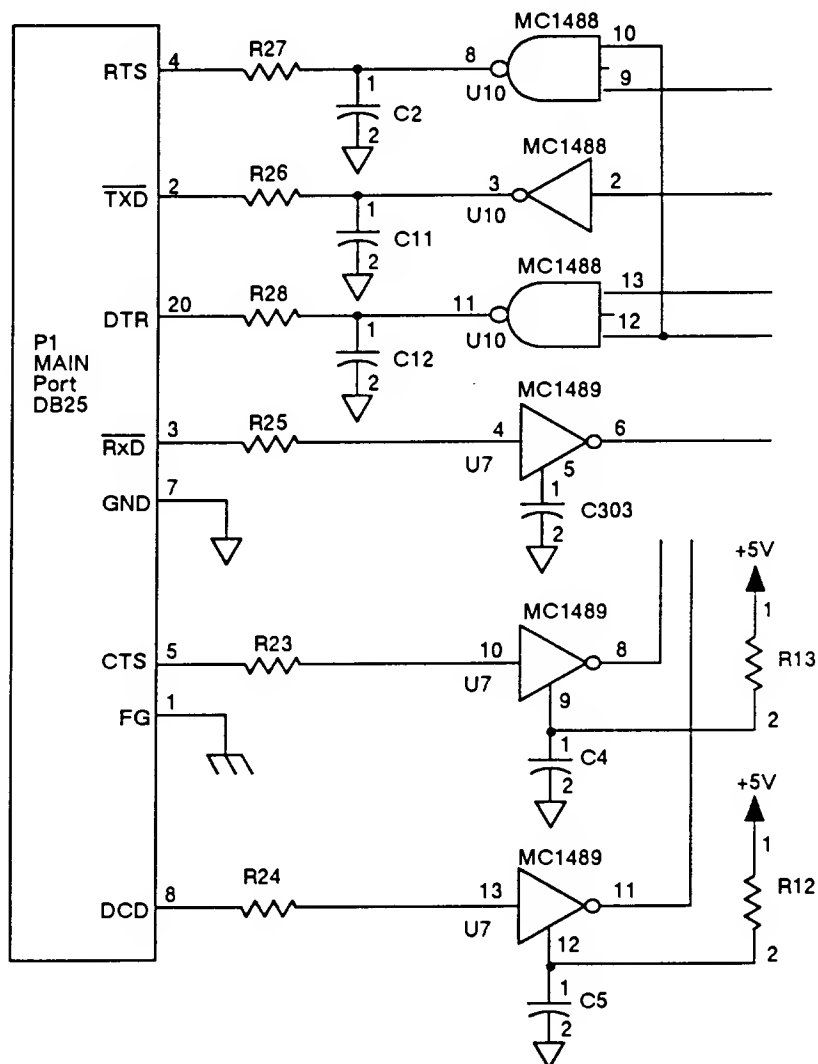 MC1488
RTS 4 R27 8 10
1 U10 9
C2
2
MC1488
TXD 2 R26 3 2
1 U10
C11
2 MC1488
DTR 20 R28 11 13
1 U10 12
C12
2
P1
MAIN
Port
DB25
MC1489
RxD 3 R25 4 6
U7 5
GND 7 1
C303
2
+5V
MC1489 1
CTS 5 R23 10 8 R13
U7 9
FG 1 2
1 C4
2
+5V
MC1489 1
DCD 8 R24 13 11 R12
U7 12 2
1 C5
2